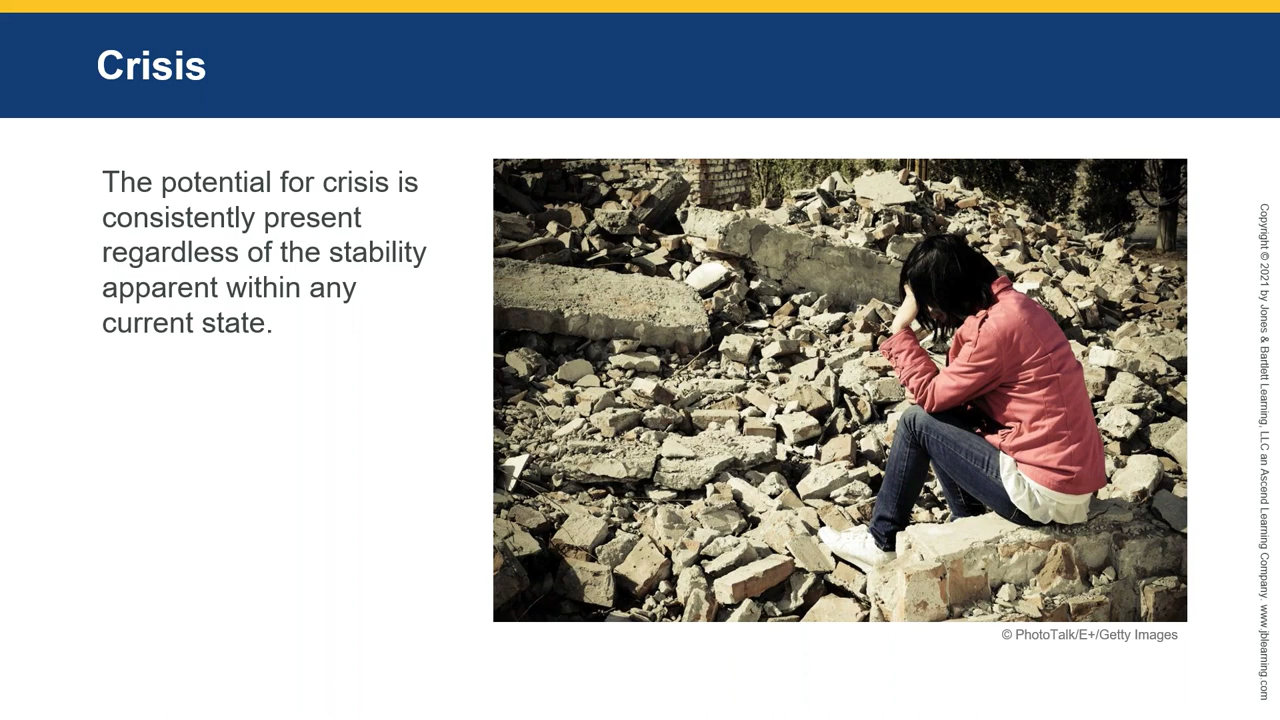 Crisis
The potential for crisis is
consistently present
regardless of the stability
apparent within any
current state.
© PhotoTalk/E+/Getty Images
Copyright © 2021 by Jones & Bartlett Learning, LLC an Ascend Learning Company. www.jblearning.com